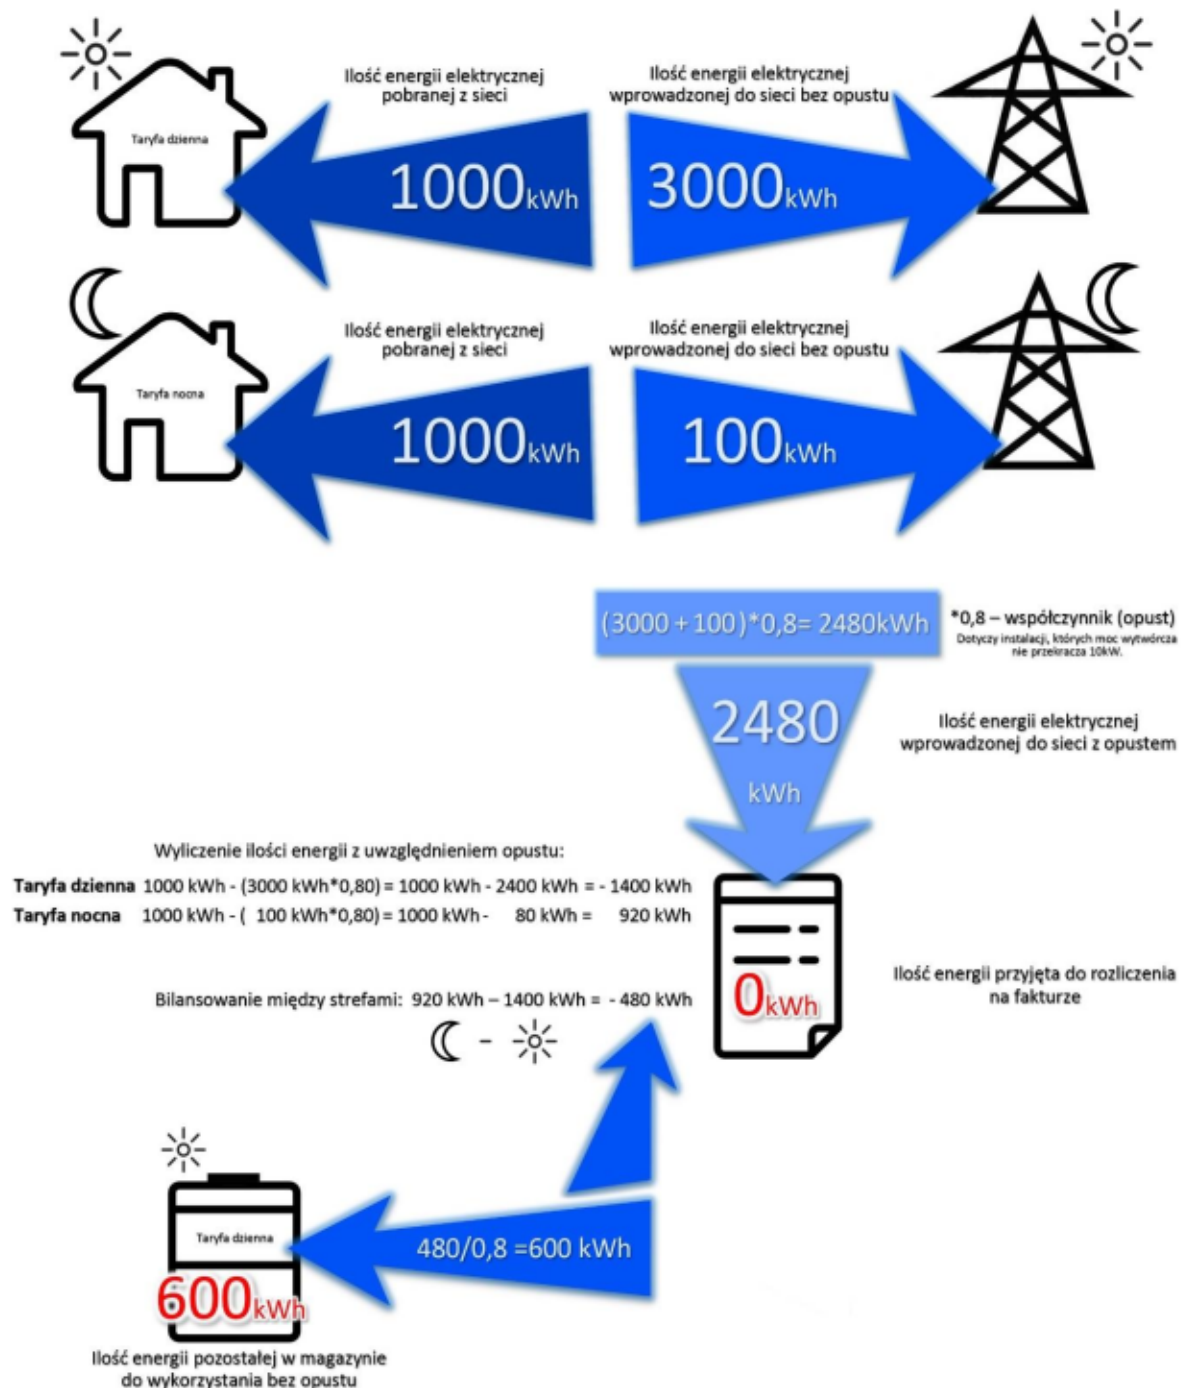 Ilość energii elektrycznej
pobranej z sieci
Ilość energii elektrycznej
wprowadzonej do sieci bez opustu
Taryfa dzienna
1000kWh
3000kWh
Ilość energii elektrycznej
pobranej z sieci
Ilość energii elektrycznej
wprowadzonej do sieci bez opustu
Taryfa nocna
1000kWh
100kWh
(3000 + 100)*0,8= 2480kWh
*0,8 – współczynnik (opust)
Dotyczy instalacji, których moc wytwórcza
nie przekracza 10kW.
2480
kWh
Ilość energii elektrycznej
wprowadzonej do sieci z opustem
Wyliczenie ilości energii z uwzględnieniem opustu:
Taryfa dzienna 1000 kWh - (3000 kWh*0,80) = 1000 kWh - 2400 kWh = - 1400 kWh
Taryfa nocna 1000 kWh - ( 100 kWh*0,80) = 1000 kWh - 80 kWh = 920 kWh
0kWh
Ilość energii przyjęta do rozliczenia
na fakturze
Bilansowanie między strefami: 920 kWh – 1400 kWh = - 480 kWh
-
480/0,8 =600 kWh
Taryfa dzienna
600kWh
Ilość energii pozostałej w magazynie
do wykorzystania bez opustu